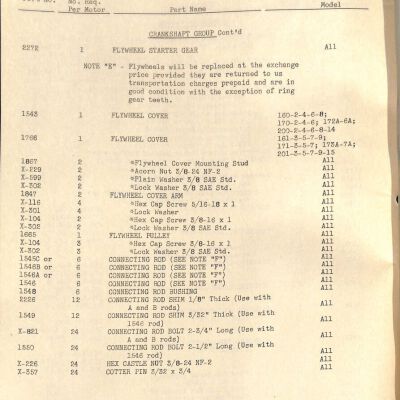 No. Req.
Per Motor Part Name Model
CRANKSHAFT GROUP Cont'd
2272 1 FLYWHEEL STARTER GEAR All
NOTE "E" - Flywheels will be replaced at the exchange
price provided they are returned to us
transportation charges prepaid and are in
good condition with the exception of ring
gear teeth.
1543 1 FLYWHEEL COVER 160-2-4-6-8;
170-2-4-6; 172A-6A;
200-2-4-6-8-14
1766 1 FLYWHEEL COVER 161-3-5-7-9;
171-3-5-7; 173A-7A;
201-3-5-7-9-15
1867 2 *Flywheel Cover Mounting Stud All
X-229 2 *Acorn Nut 3/8-24 NF-2 All
X-599 2 *Plain Washer 3/8 SAE Std. All
X-302 2 *Lock Washer 3/8 SAE Std. All
1847 2 FLYWHEEL COVER ARM All
X-116 4 *Hex Cap Screw 5/16-18 x 1 All
X-301 4 *Lock Washer All
X-104 2 *Hex Cap Screw 3/8-16 x 1 All
X-302 2 *Lock Washer 3/8 SAE Std. All
1665 1 FLYWHEEL PULLEY All
X-104 3 *Hex Cap Screw 3/8-16 x 1 All
X-302 3 *Lock Washer 3/8 SAE Std. All
1545C or 6 CONNECTING ROD (SEE NOTE "F") All
1546B or 6 CONNECTING ROD (SEE NOTE "F") All
1546A or 6 CONNECTING ROD (SEE NOTE "F") All
1546 6 CONNECTING ROD (SEE NOTE "F") All
1548 6 CONNECTING ROD BUSHING All
2226 12 CONNECTING ROD SHIM 1/8" Thick (Use with
A and B rods) All
1549 12 CONNECTING ROD SHIM 3/32" Thick (Use with
1546 rod) All
X-821 24 CONNECTING ROD BOLT 2-3/4" Long (Use with
A and B rods) All
1550 24 CONNECTING ROD BOLT 2-1/2" Long (Use with
1546 rod) All
X-226 24 HEX CASTLE NUT 3/8-24 NF-2 All
X-357 24 COTTER PIN 3/32 x 3/4 All